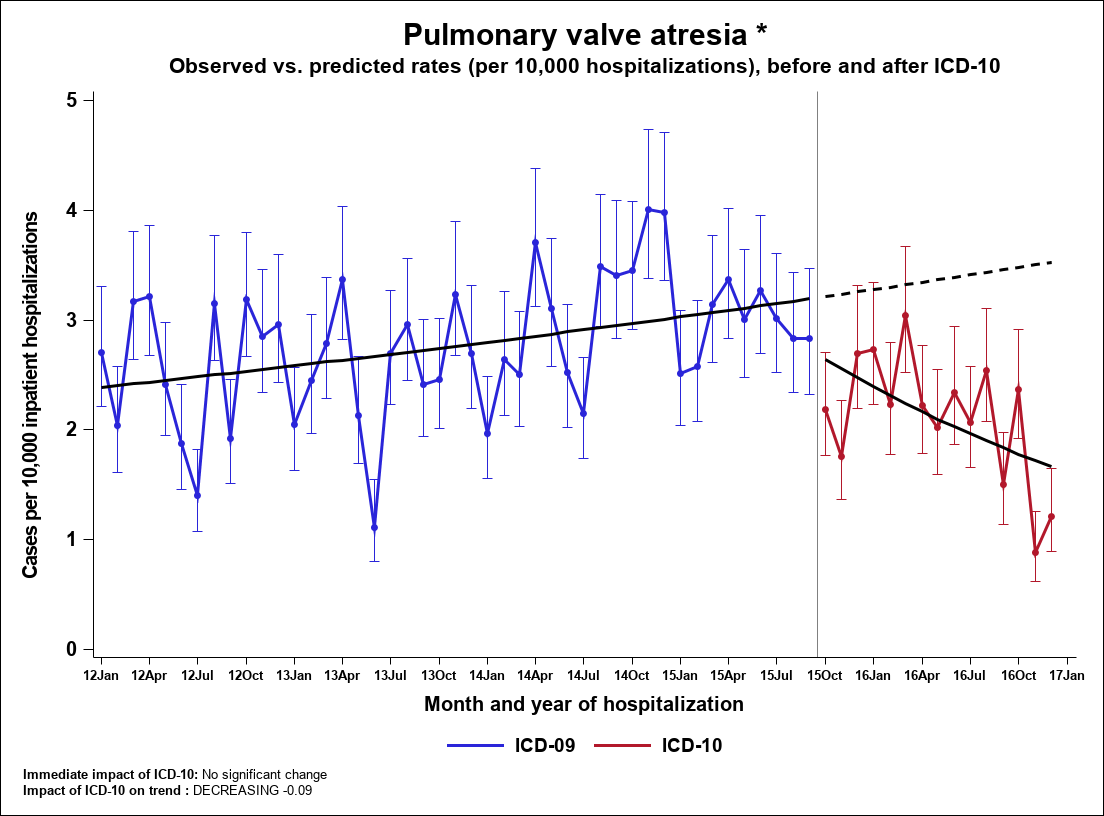 Pulmonary valve atresia *
Observed vs. predicted rates (per 10,000 hospitalizations), before and after ICD-10
Cases per 10,000 inpatient hospitalizations
5
4
3
2
1
0
12Jan 12Apr 12Jul 12Oct 13Jan 13Apr 13Jul 13Oct 14Jan 14Apr 14Jul 14Oct 15Jan 15Apr 15Jul 15Oct 16Jan 16Apr 16Jul 16Oct 17Jan
Month and year of hospitalization
ICD-09 ICD-10
Immediate impact of ICD-10: No significant change
Impact of ICD-10 on trend : DECREASING -0.09